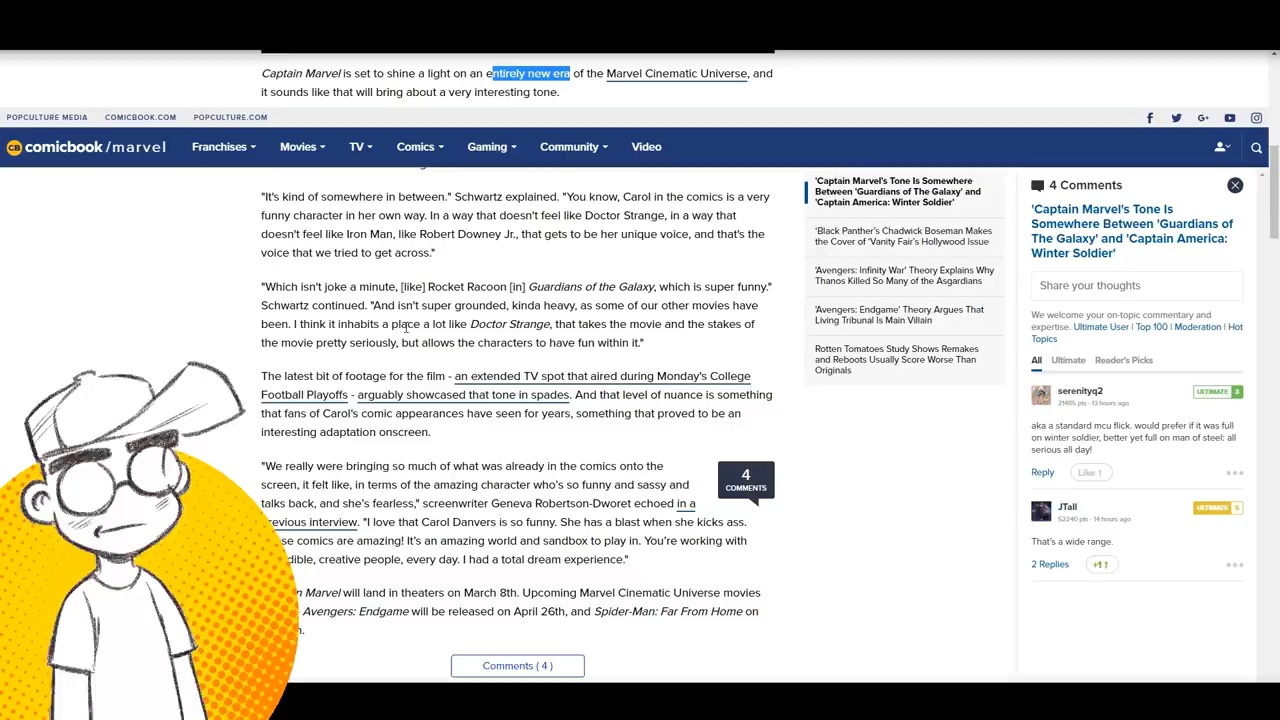 Captain Marvel is set to shine a light on an entirely new era of the Marvel Cinematic Universe, and
it sounds like that will bring about a very interesting tone.
POPCULTURE MEDIA COMICBOOK.COM POPCULTURE.COM
CB comicbook/marvel Franchises Movies TV Comics Gaming Community Video
"It's kind of somewhere in between." Schwartz explained. "You know, Carol in the comics is a very
funny character in her own way. In a way that doesn't feel like Doctor Strange, in a way that
doesn't feel like Iron Man, like Robert Downey Jr., that gets to be her unique voice, and that's the
voice that we tried to get across."
"Which isn't joke a minute, [like] Rocket Racoon [in] Guardians of the Galaxy, which is super funny."
Schwartz continued. "And isn't super grounded, kinda heavy, as some of our other movies have
been. I think it inhabits a place a lot like Doctor Strange, that takes the movie and the stakes of
the movie pretty seriously, but allows the characters to have fun within it."
The latest bit of footage for the film - an extended TV spot that aired during Monday's College
Football Playoffs - arguably showcased that tone in spades. And that level of nuance is something
that fans of Carol's comic appearances have seen for years, something that proved to be an
interesting adaptation onscreen.
"We really were bringing so much of what was already in the comics onto the
screen, it felt like, in terms of the amazing character who's so funny and sassy and
talks back, and she's fearless," screenwriter Geneva Robertson-Dworet echoed in a
revious interview. "I love that Carol Danvers is so funny. She has a blast when she kicks ass.
se comics are amazing! It's an amazing world and sandbox to play in. You're working with
dible, creative people, every day. I had a total dream experience."
n Marvel will land in theaters on March 8th. Upcoming Marvel Cinematic Universe movies
Avengers: Endgame will be released on April 26th, and Spider-Man: Far From Home on
4
COMMENTS
Comments ( 4 )
'Captain Marvel's Tone Is Somewhere
Between 'Guardians of The Galaxy' and
'Captain America: Winter Soldier'
'Black Panther's Chadwick Boseman Makes
the Cover of 'Vanity Fair's Hollywood Issue
'Avengers: Infinity War' Theory Explains Why
Thanos Killed So Many of the Asgardians
'Avengers: Endgame' Theory Argues That
Living Tribunal Is Main Villain
Rotten Tomatoes Study Shows Remakes
and Reboots Usually Score Worse Than
Originals
4 Comments
'Captain Marvel's Tone Is
Somewhere Between 'Guardians of
The Galaxy' and 'Captain America:
Winter Soldier'
Share your thoughts
We welcome your on-topic commentary and
expertise. Ultimate User | Top 100 | Moderation | Hot
Topics
All Ultimate Reader's Picks
serenityq2 ULTIMATE 3
21485 pts - 13 hours ago
aka a standard mcu flick. would prefer if it was full
on winter soldier, better yet full on man of steel: all
serious all day!
Reply Like ↑
JTall ULTIMATE 5
52240 pts - 14 hours ago
That's a wide range.
2 Replies +1 ↑